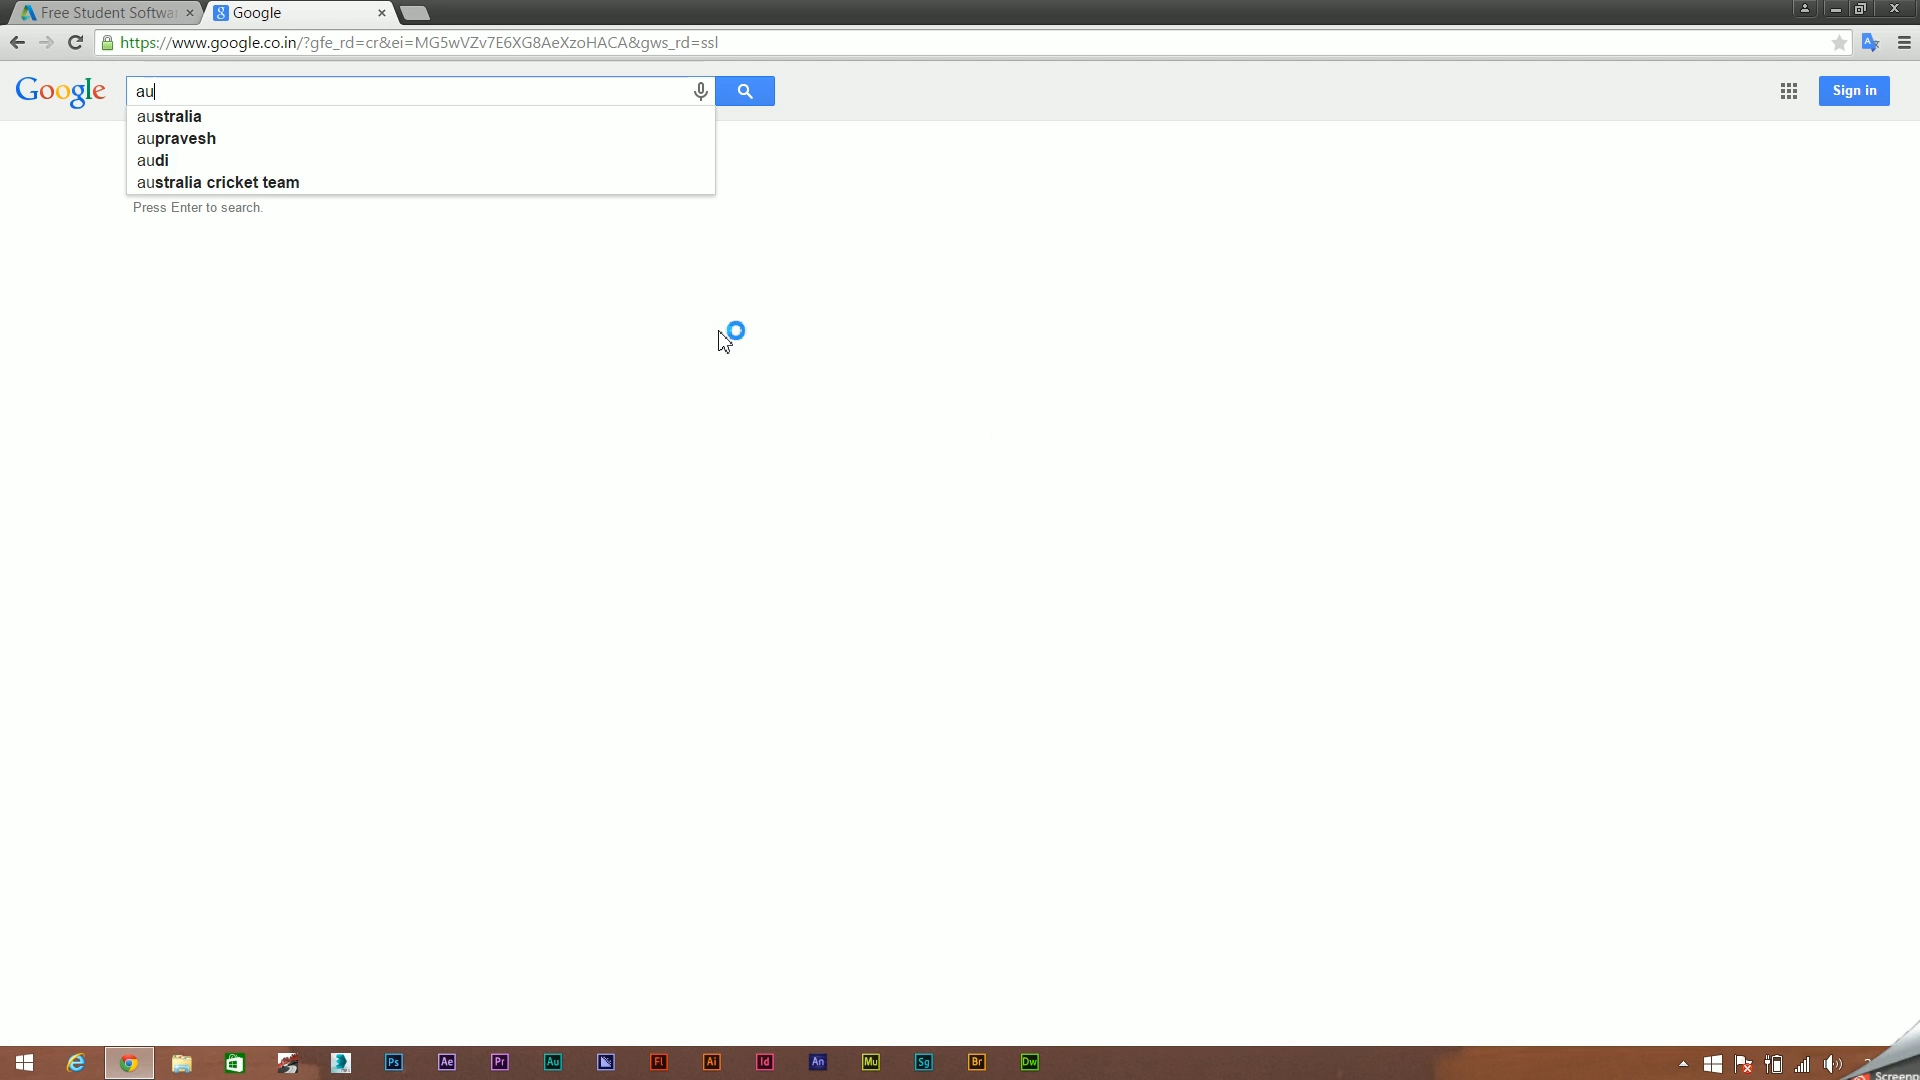 Free Student Softwa
Google
https://www.google.co.in/?gfe_rd=cr&ei=MG5wVZv7E6XG8AeXzoHACA&gws_rd=ssl
Google
au
Sign in
australia
aupravesh
audi
australia cricket team
Press Enter to search.
Ps Ae Pr Au Fl Ai Id An Mu Sg Br Dw